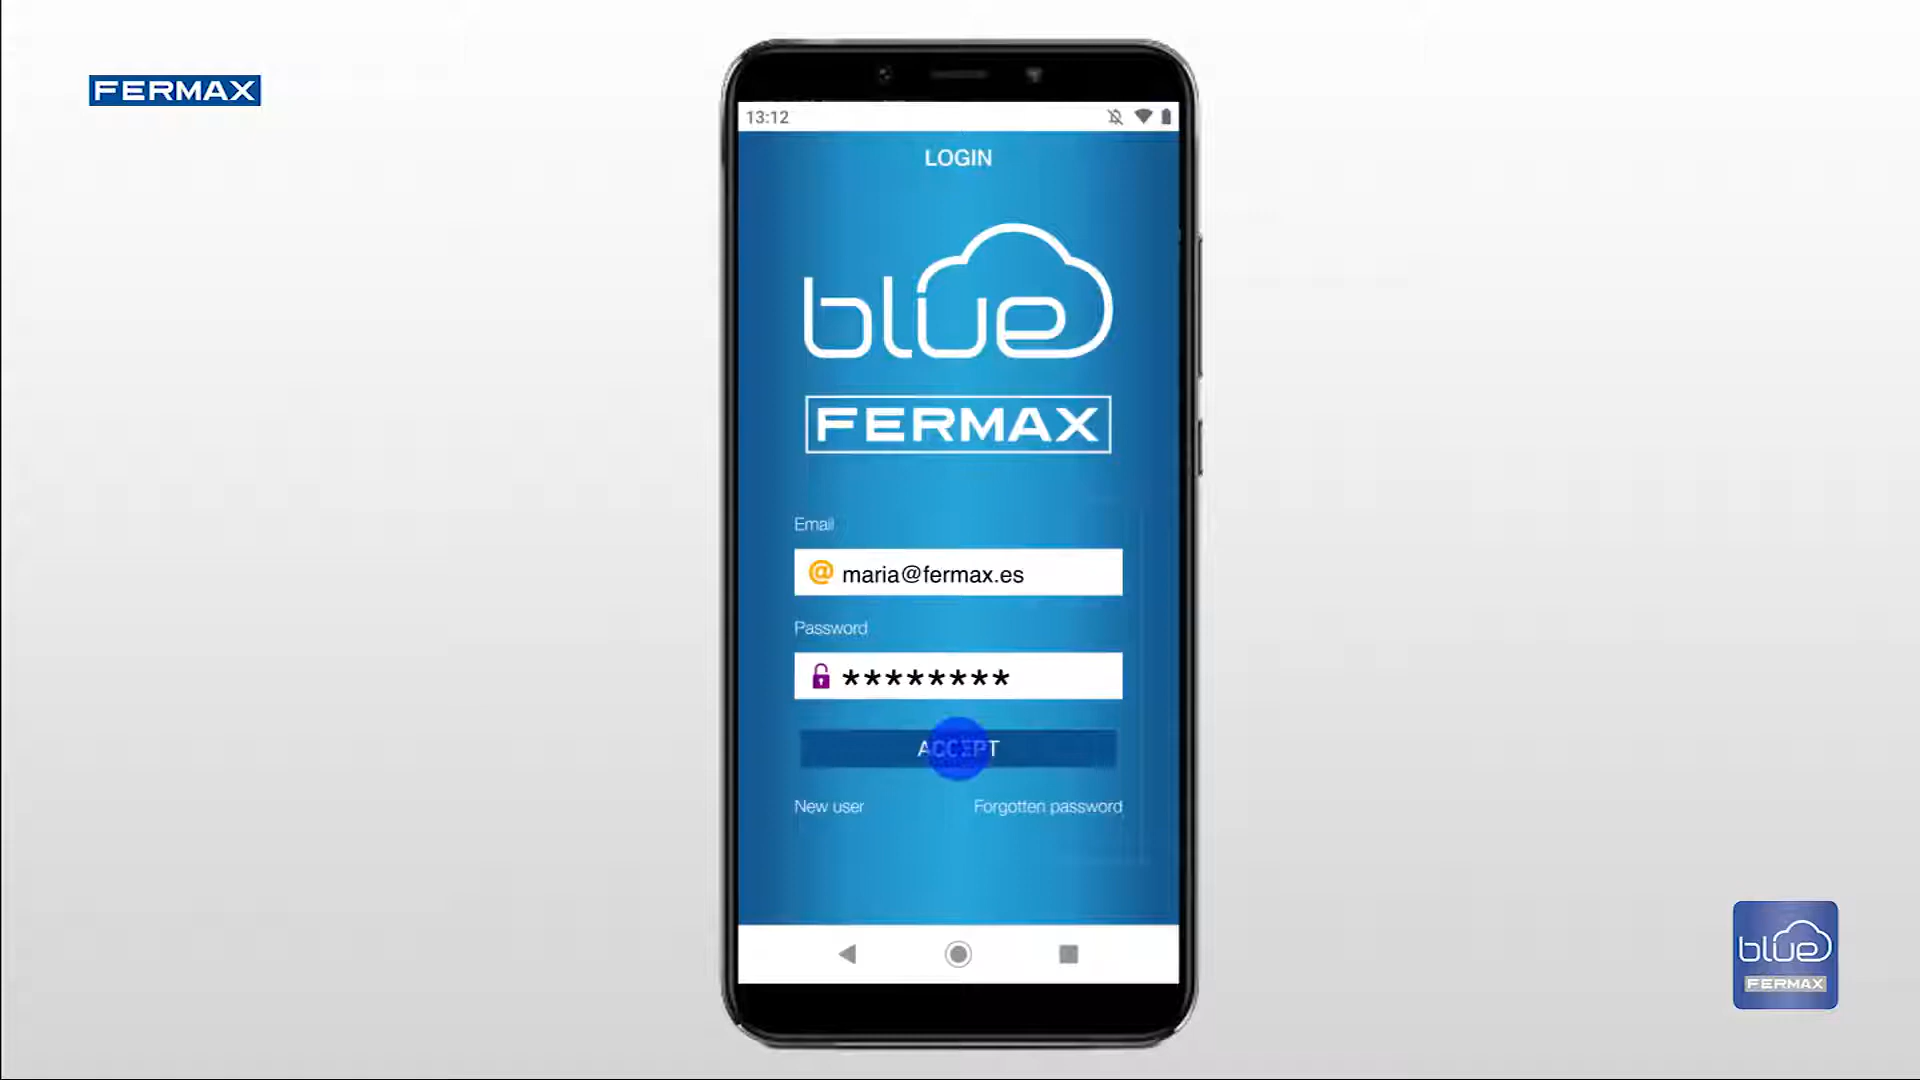 FERMAX
13:12
LOGIN
blue
FERMAX
Email
@ maria@fermax.es
Password
********
ACCEPT
New user Forgotten password
blue
FERMAX